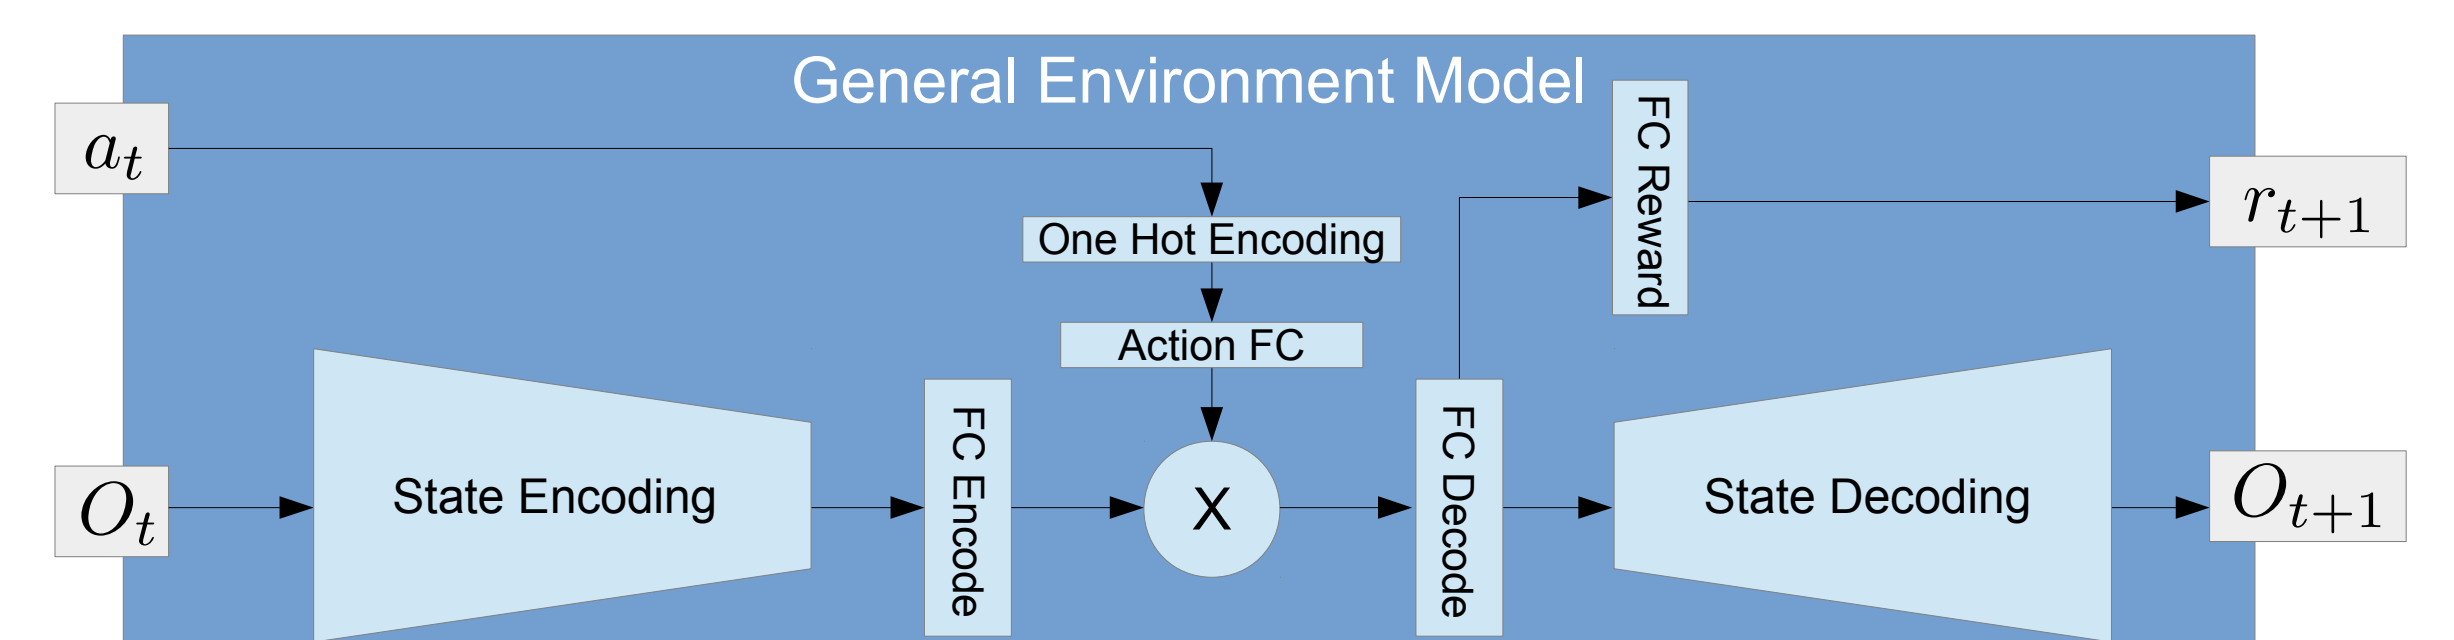 General Environment Model
a_t
One Hot Encoding
Action FC
FC Reward
r_{t+1}
O_t
State Encoding
FC Encode
X
FC Decode
State Decoding
O_{t+1}